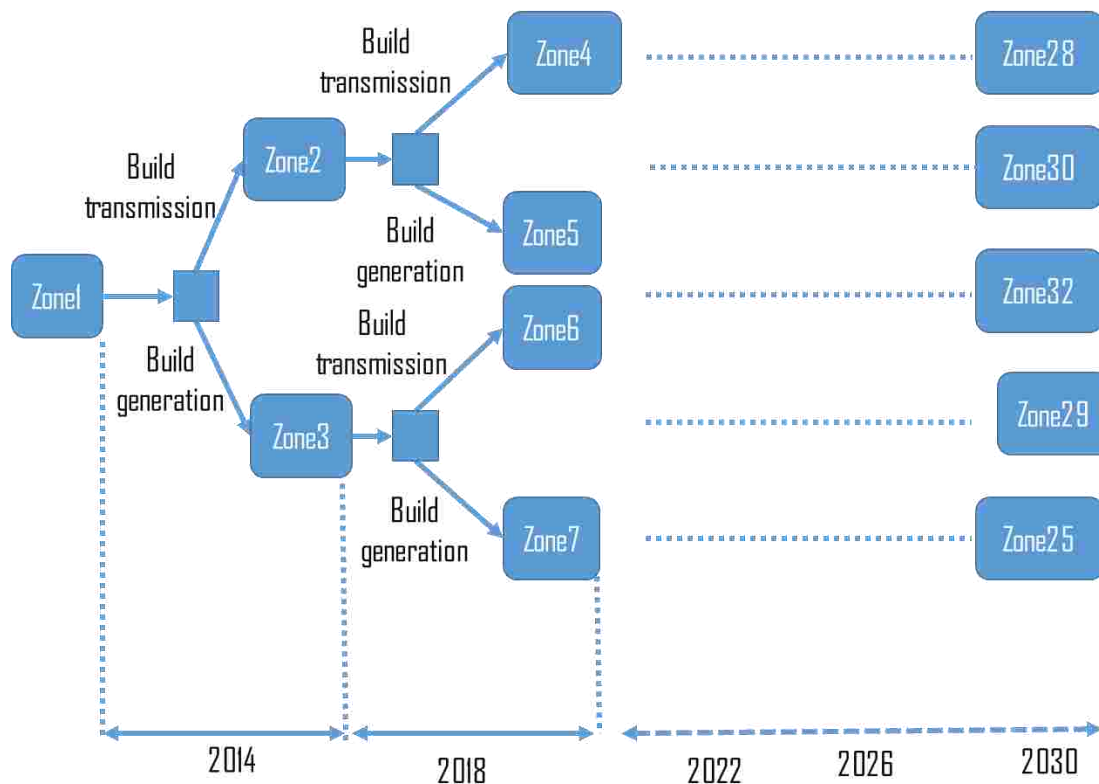 Build
transmission
Zone4
Zone28
Build
transmission
Zone2
Zone30
Build
generation
Zone5
Zone1
Zone32
Build
generation
Build
transmission
Zone6
Zone3
Zone29
Build
generation
Zone7
Zone25
2014
2018
2022
2026
2030